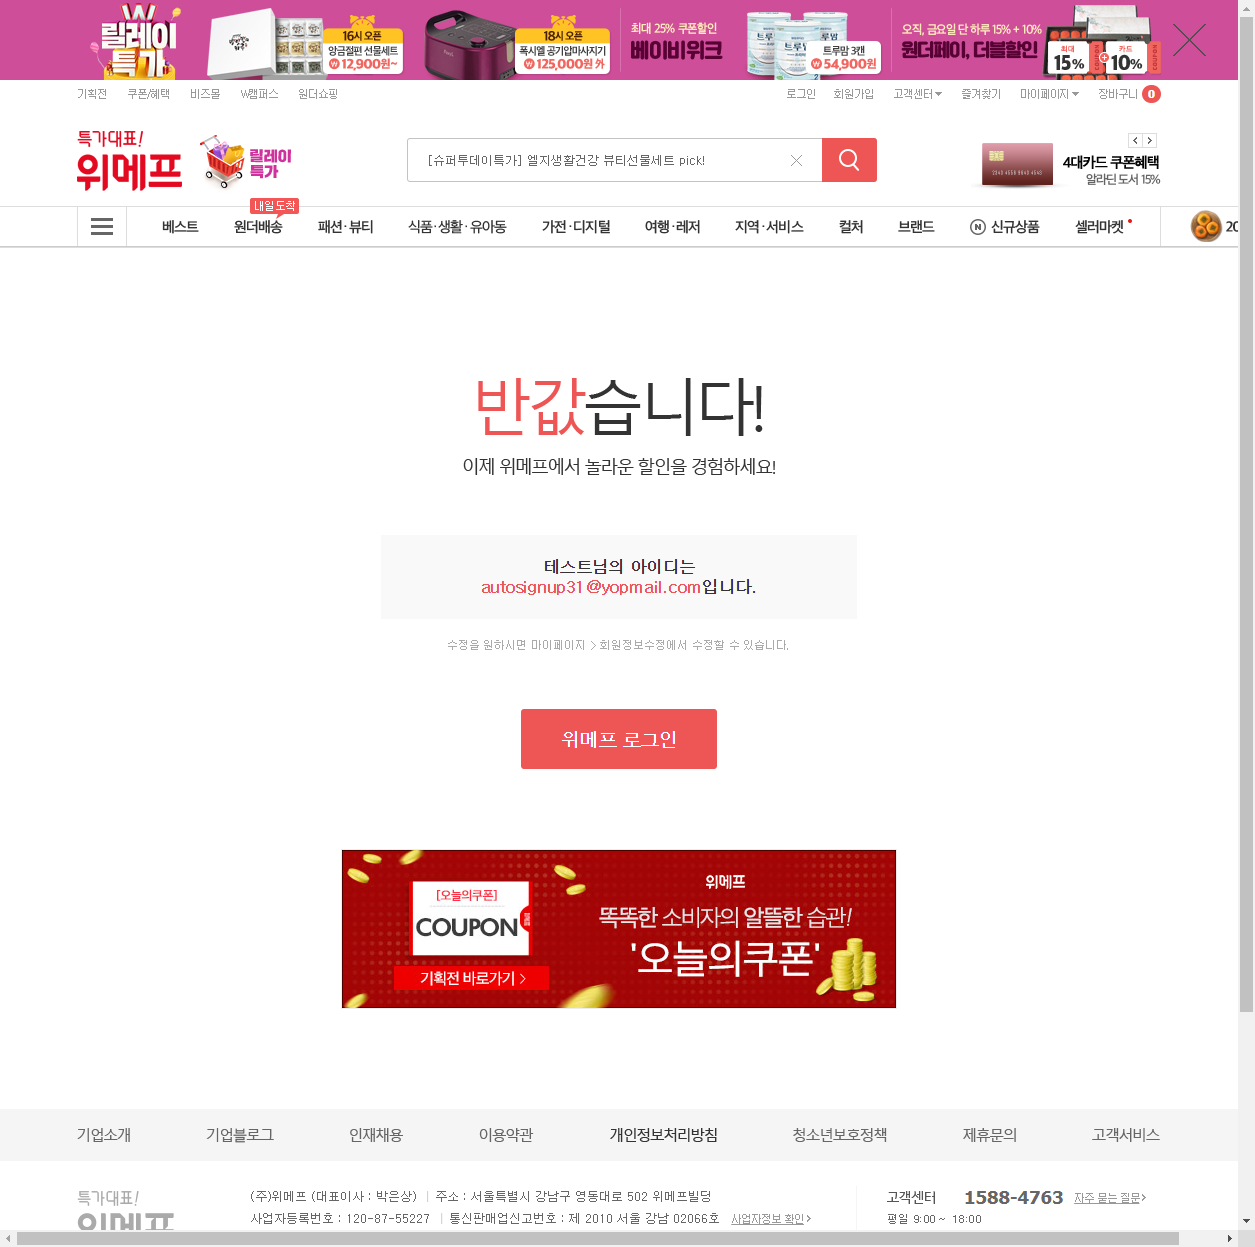 W
릴레이
특가
16시 오픈
양금절편 선물세트
₩12,900원~
18시 오픈
폭시엘 공기압마사지기
₩125,000원 外
최대 25% 쿠폰할인
베이비위크
트루맘
트루맘
트루맘
트루맘 3캔
₩54,900원
오직, 금요일 단 하루 15% + 10%
원더페이, 더블할인
최대
15%
COUPON
+
카드
10%
COUPON
기획전 쿠폰/혜택 비즈몰 W캠퍼스 원더쇼핑
로그인 회원가입 고객센터 즐겨찾기 마이페이지 장바구니 0
특가대표!
위메프
릴레이
특가
[슈퍼투데이특가] 엘지생활건강 뷰티선물세트 pick!
4대카드 쿠폰혜택
알라딘 도서 15%
내일도착
베스트 원더배송 패션·뷰티 식품·생활·유아동 가전·디지털 여행·레저 지역·서비스 컬처 브랜드 N 신규상품 셀러마켓 20
반값습니다!
이제 위메프에서 놀라운 할인을 경험하세요!
테스트님의 아이디는
autosignup31@yopmail.com입니다.
수정을 원하시면 마이페이지 > 회원정보수정에서 수정할 수 있습니다.
위메프 로그인
[오늘의쿠폰]
COUPON
기획전 바로가기 >
위메프
똑똑한 소비자의 알뜰한 습관!
'오늘의쿠폰'
기업소개 기업블로그 인재채용 이용약관 개인정보처리방침 청소년보호정책 제휴문의 고객서비스
특가대표!
위메프
(주)위메프 (대표이사 : 박은상) | 주소 : 서울특별시 강남구 영동대로 502 위메프빌딩
사업자등록번호 : 120-87-55227 | 통신판매업신고번호 : 제 2010 서울 강남 02066호 사업자정보 확인 >
고객센터 1588-4763 자주 묻는 질문 >
평일 9:00 ~ 18:00